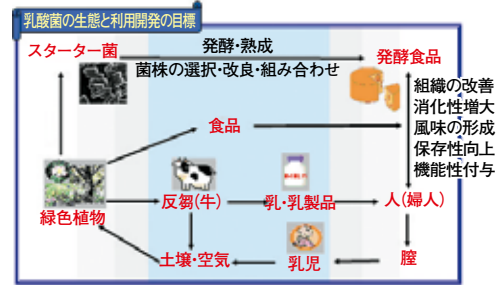 乳酸菌の生態と利用開発の目標
スターター菌
発酵・熟成
菌株の選択・改良・組み合わせ
発酵食品
組織の改善
消化性増大
風味の形成
保存性向上
機能性付与
食品
緑色植物
反芻(牛)
乳・乳製品
人(婦人)
土壌・空気
乳児
膣